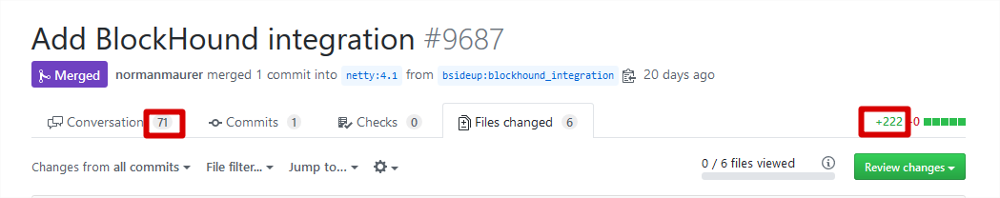 Add BlockHound integration #9687
Merged normanmaurer merged 1 commit into netty:4.1 from bsideup:blockhound_integration 20 days ago
Conversation 71 Commits 1 Checks 0 Files changed 6 +222 -0
Changes from all commits File filter... Jump to... 0 / 6 files viewed Review changes